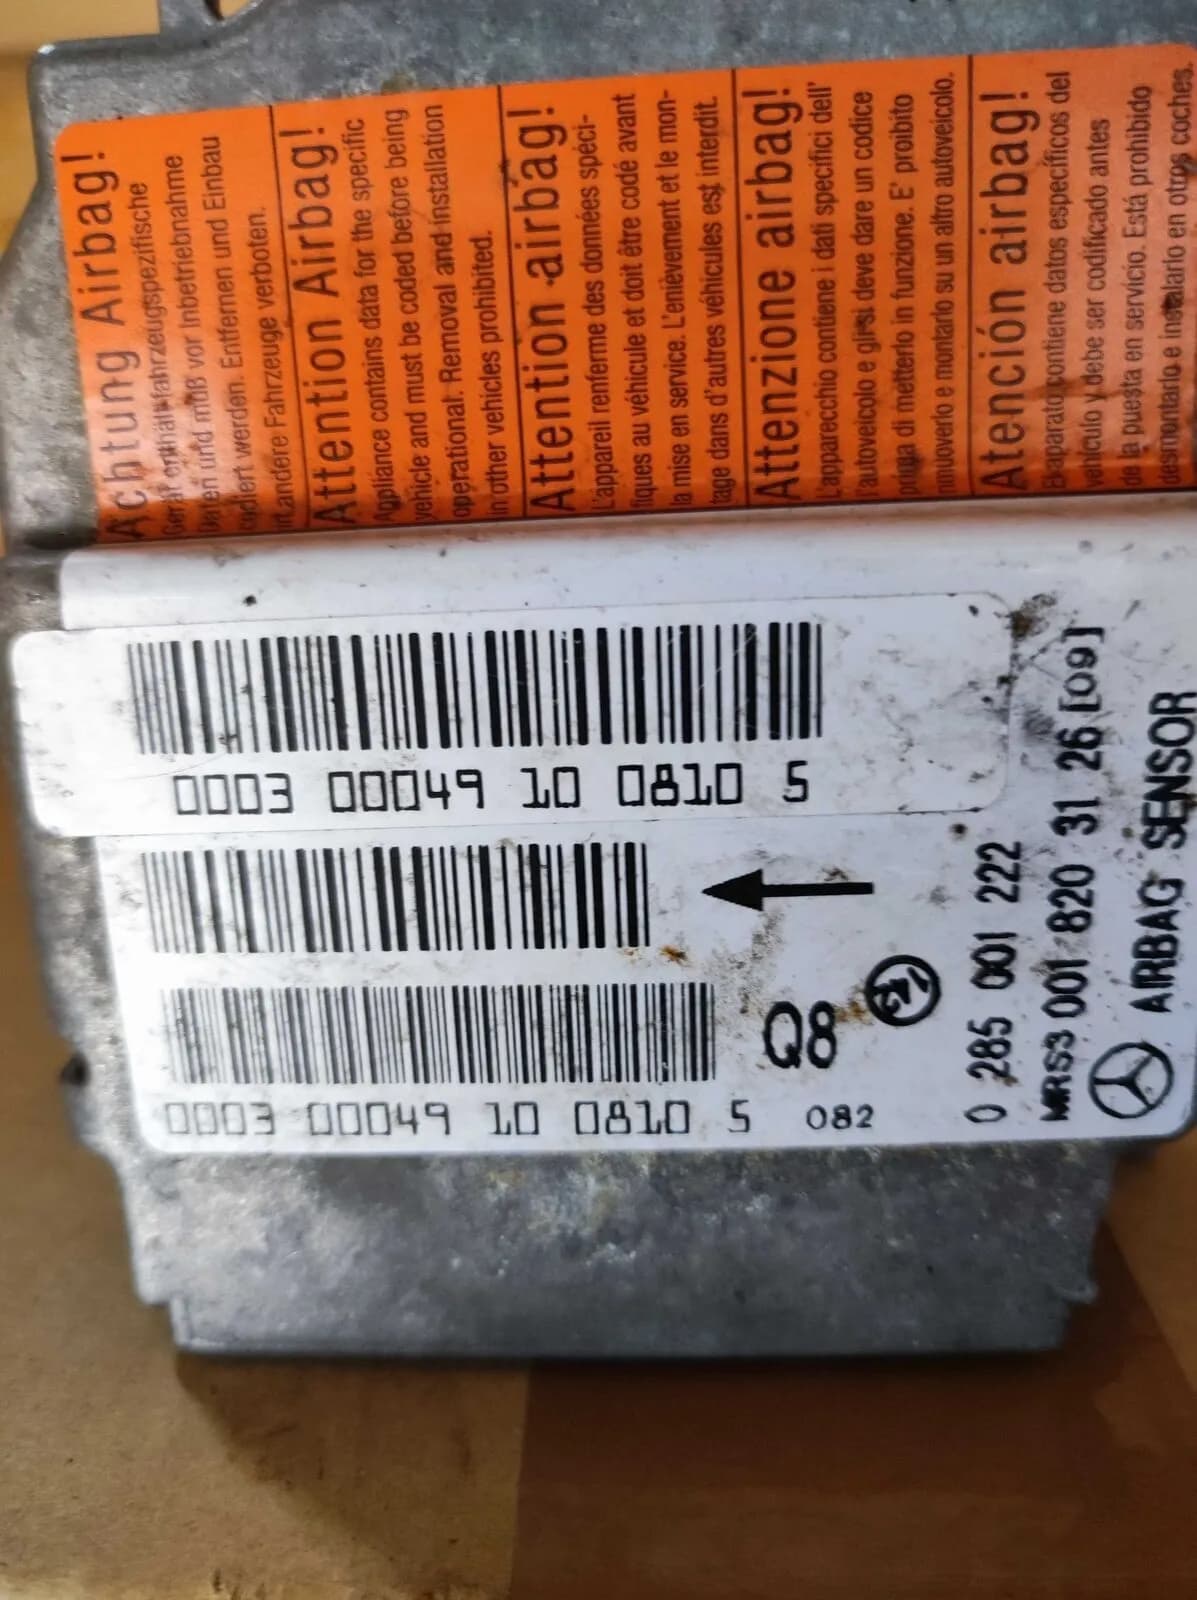 Achtung Airbag!
Gerät enthält fahrzeugspezifische
Daten und muß vor Inbetriebnahme
codiert werden. Entfernen und Einbau
in andere Fahrzeuge verboten.
Attention Airbag!
Appliance contains data for the specific
vehicle and must be coded before being
operational. Removal and Installation
in other vehicles prohibited.
Attention airbag!
L'appareil renferme des données spéci-
fiques au véhicule et doit être codé avant
la mise en service. L'enlèvement et le mon-
tage dans d'autres véhicules est interdit.
Attenzione airbag!
L'apparecchio contiene i dati specifici dell'
autoveicolo e gli si deve dare un codice
prima di metterlo in funzione. E' proibito
rimuoverlo e montarlo su un altro autoveicolo.
Atención airbag!
El aparato contiene datos específicos del
vehículo y debe ser codificado antes
de la puesta en servicio. Está prohibido
desmontarlo e instalarlo en otros coches.
0003 00049 10 0810 5
0003 00049 10 0810 5 082
Q8
0 285 001 222
MRS3 001 820 31 26 [09]
AIRBAG SENSOR